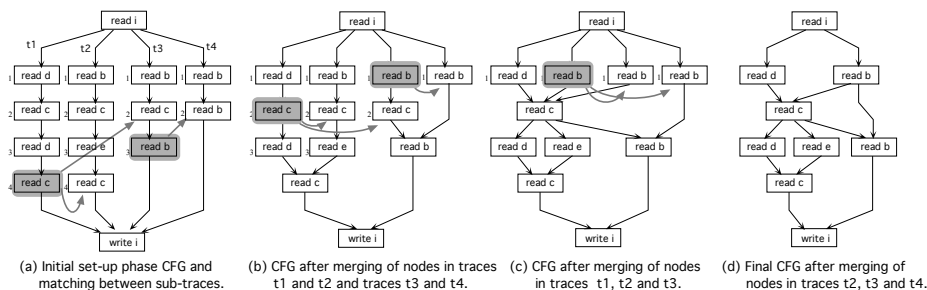 read i
t1 t2 t3 t4
1 read d 1 read b 1 read b 1 read b
2 read c 2 read c 2 read c 2 read b
3 read d 3 read e 3 read b
4 read c 4 read c
write i
(a) Initial set-up phase CFG and
matching between sub-traces.
read i
1 read d 1 read b 1 read b 1 read b
2 read c 2 read c 2 read c
3 read d 3 read e read b
read c
write i
(b) CFG after merging of nodes in traces
t1 and t2 and traces t3 and t4.
read i
1 read d 1 read b 1 read b 1 read b
read c
read d read e read b
read c
write i
(c) CFG after merging of nodes
in traces t1, t2 and t3.
read i
read d read b
read c
read d read e read b
read c
write i
(d) Final CFG after merging of
nodes in traces t2, t3 and t4.